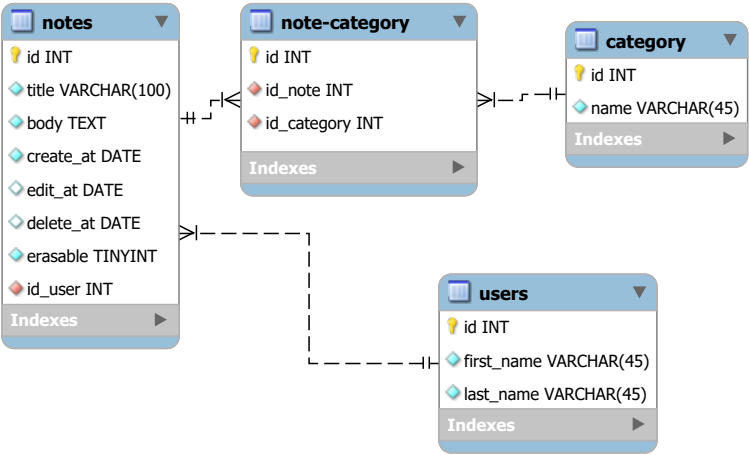 notes
id INT
title VARCHAR(100)
body TEXT
create_at DATE
edit_at DATE
delete_at DATE
erasable TINYINT
id_user INT
Indexes
note-category
id INT
id_note INT
id_category INT
Indexes
category
id INT
name VARCHAR(45)
Indexes
users
id INT
first_name VARCHAR(45)
last_name VARCHAR(45)
Indexes